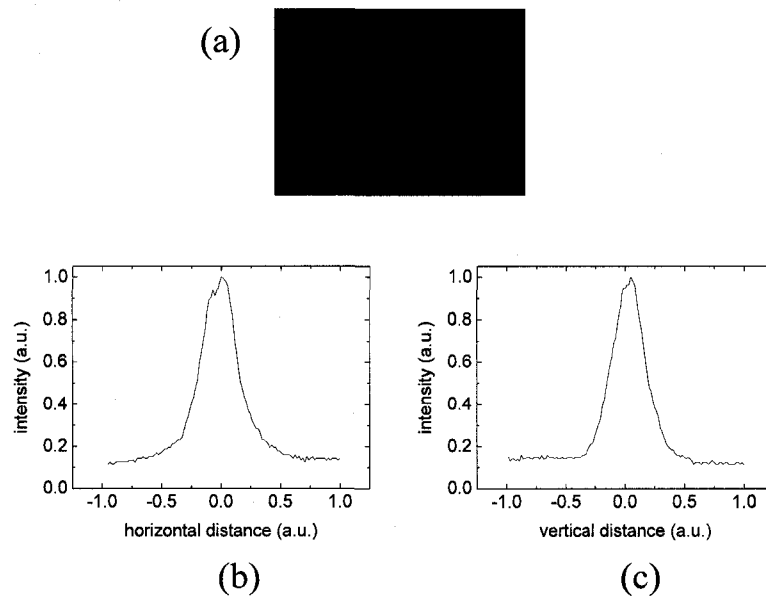 (a)
1.0
0.8
0.6
0.4
0.2
0.0
intensity (a.u.)
-1.0 -0.5 0.0 0.5 1.0
horizontal distance (a.u.)
(b)
1.0
0.8
0.6
0.4
0.2
0.0
intensity (a.u.)
-1.0 -0.5 0.0 0.5 1.0
vertical distance (a.u.)
(c)